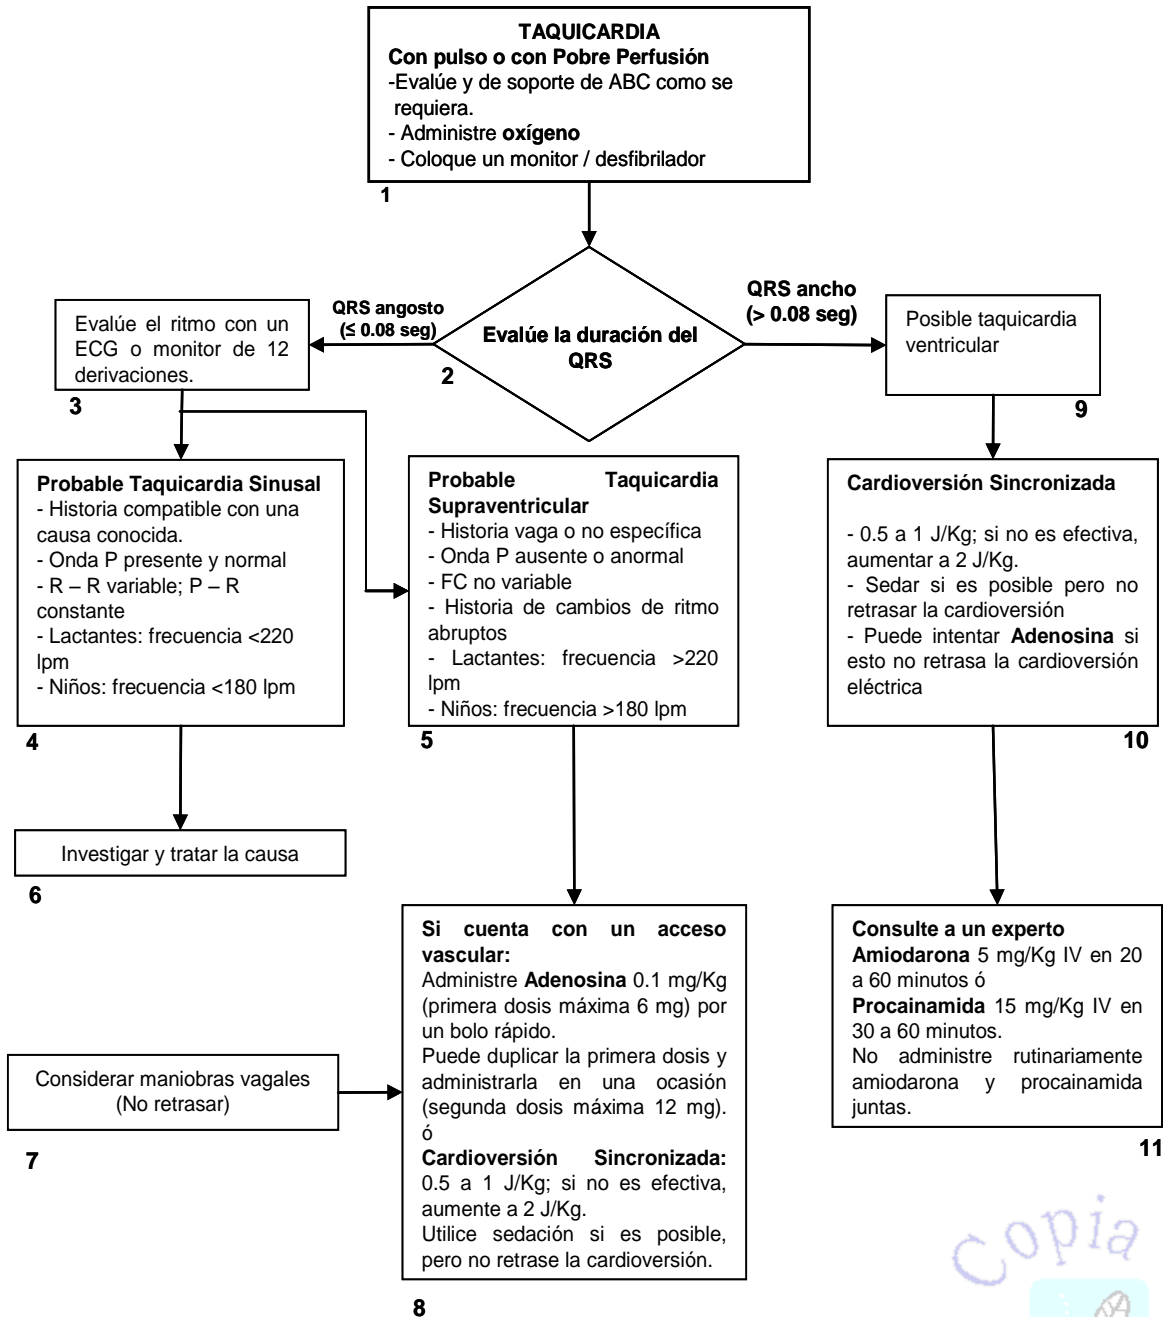 TAQUICARDIA
Con pulso o con Pobre Perfusión
-Evalúe y de soporte de ABC como se
requiera.
- Administre oxígeno
- Coloque un monitor / desfibrilador
1
Evalúe la duración del
QRS
2
QRS angosto
(≤ 0.08 seg)
QRS ancho
(> 0.08 seg)
Evalúe el ritmo con un
ECG o monitor de 12
derivaciones.
3
Posible taquicardia
ventricular
9
Probable Taquicardia Sinusal
- Historia compatible con una
causa conocida.
- Onda P presente y normal
- R – R variable; P – R
constante
- Lactantes: frecuencia <220
lpm
- Niños: frecuencia <180 lpm
4
Probable Taquicardia
Supraventricular
- Historia vaga o no específica
- Onda P ausente o anormal
- FC no variable
- Historia de cambios de ritmo
abruptos
- Lactantes: frecuencia >220
lpm
- Niños: frecuencia >180 lpm
5
Cardioversión Sincronizada
- 0.5 a 1 J/Kg; si no es efectiva,
aumentar a 2 J/Kg.
- Sedar si es posible pero no
retrasar la cardioversión
- Puede intentar Adenosina si
esto no retrasa la cardioversión
eléctrica
10
Investigar y tratar la causa
6
Considerar maniobras vagales
(No retrasar)
7
Si cuenta con un acceso
vascular:
Administre Adenosina 0.1 mg/Kg
(primera dosis máxima 6 mg) por
un bolo rápido.
Puede duplicar la primera dosis y
administrarla en una ocasión
(segunda dosis máxima 12 mg).
ó
Cardioversión Sincronizada:
0.5 a 1 J/Kg; si no es efectiva,
aumente a 2 J/Kg.
Utilice sedación si es posible,
pero no retrase la cardioversión.
8
Consulte a un experto
Amiodarona 5 mg/Kg IV en 20
a 60 minutos ó
Procainamida 15 mg/Kg IV en
30 a 60 minutos.
No administre rutinariamente
amiodarona y procainamida
juntas.
11
Copia